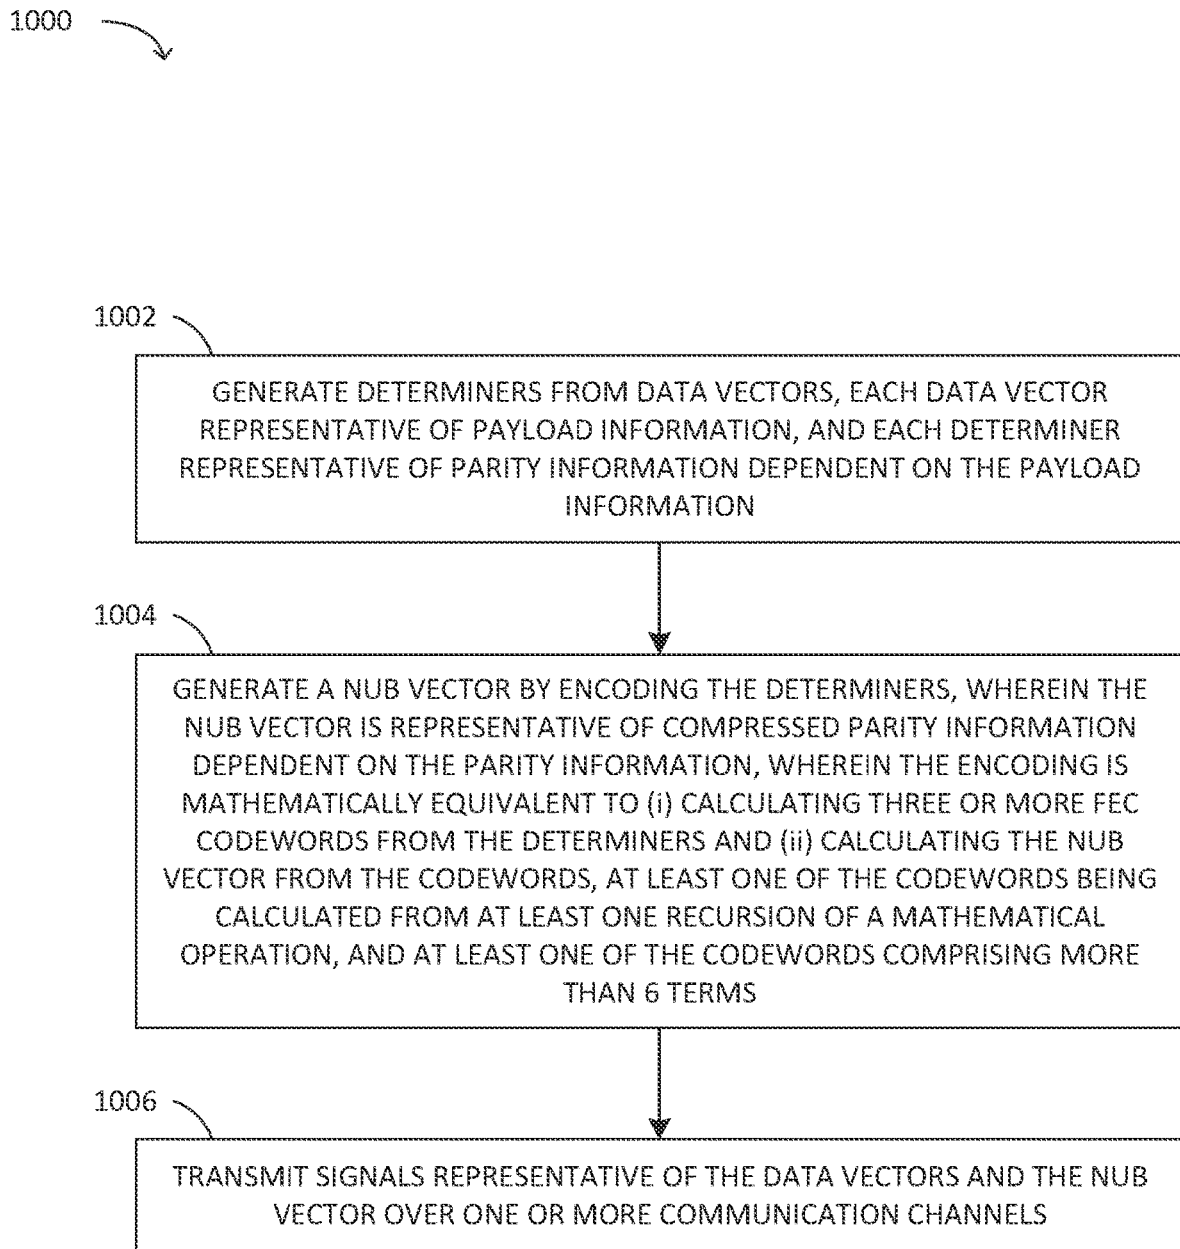 1000
1002
GENERATE DETERMINERS FROM DATA VECTORS, EACH DATA VECTOR
REPRESENTATIVE OF PAYLOAD INFORMATION, AND EACH DETERMINER
REPRESENTATIVE OF PARITY INFORMATION DEPENDENT ON THE PAYLOAD
INFORMATION
1004
GENERATE A NUB VECTOR BY ENCODING THE DETERMINERS, WHEREIN THE
NUB VECTOR IS REPRESENTATIVE OF COMPRESSED PARITY INFORMATION
DEPENDENT ON THE PARITY INFORMATION, WHEREIN THE ENCODING IS
MATHEMATICALLY EQUIVALENT TO (i) CALCULATING THREE OR MORE FEC
CODEWORDS FROM THE DETERMINERS AND (ii) CALCULATING THE NUB
VECTOR FROM THE CODEWORDS, AT LEAST ONE OF THE CODEWORDS BEING
CALCULATED FROM AT LEAST ONE RECURSION OF A MATHEMATICAL
OPERATION, AND AT LEAST ONE OF THE CODEWORDS COMPRISING MORE
THAN 6 TERMS
1006
TRANSMIT SIGNALS REPRESENTATIVE OF THE DATA VECTORS AND THE NUB
VECTOR OVER ONE OR MORE COMMUNICATION CHANNELS